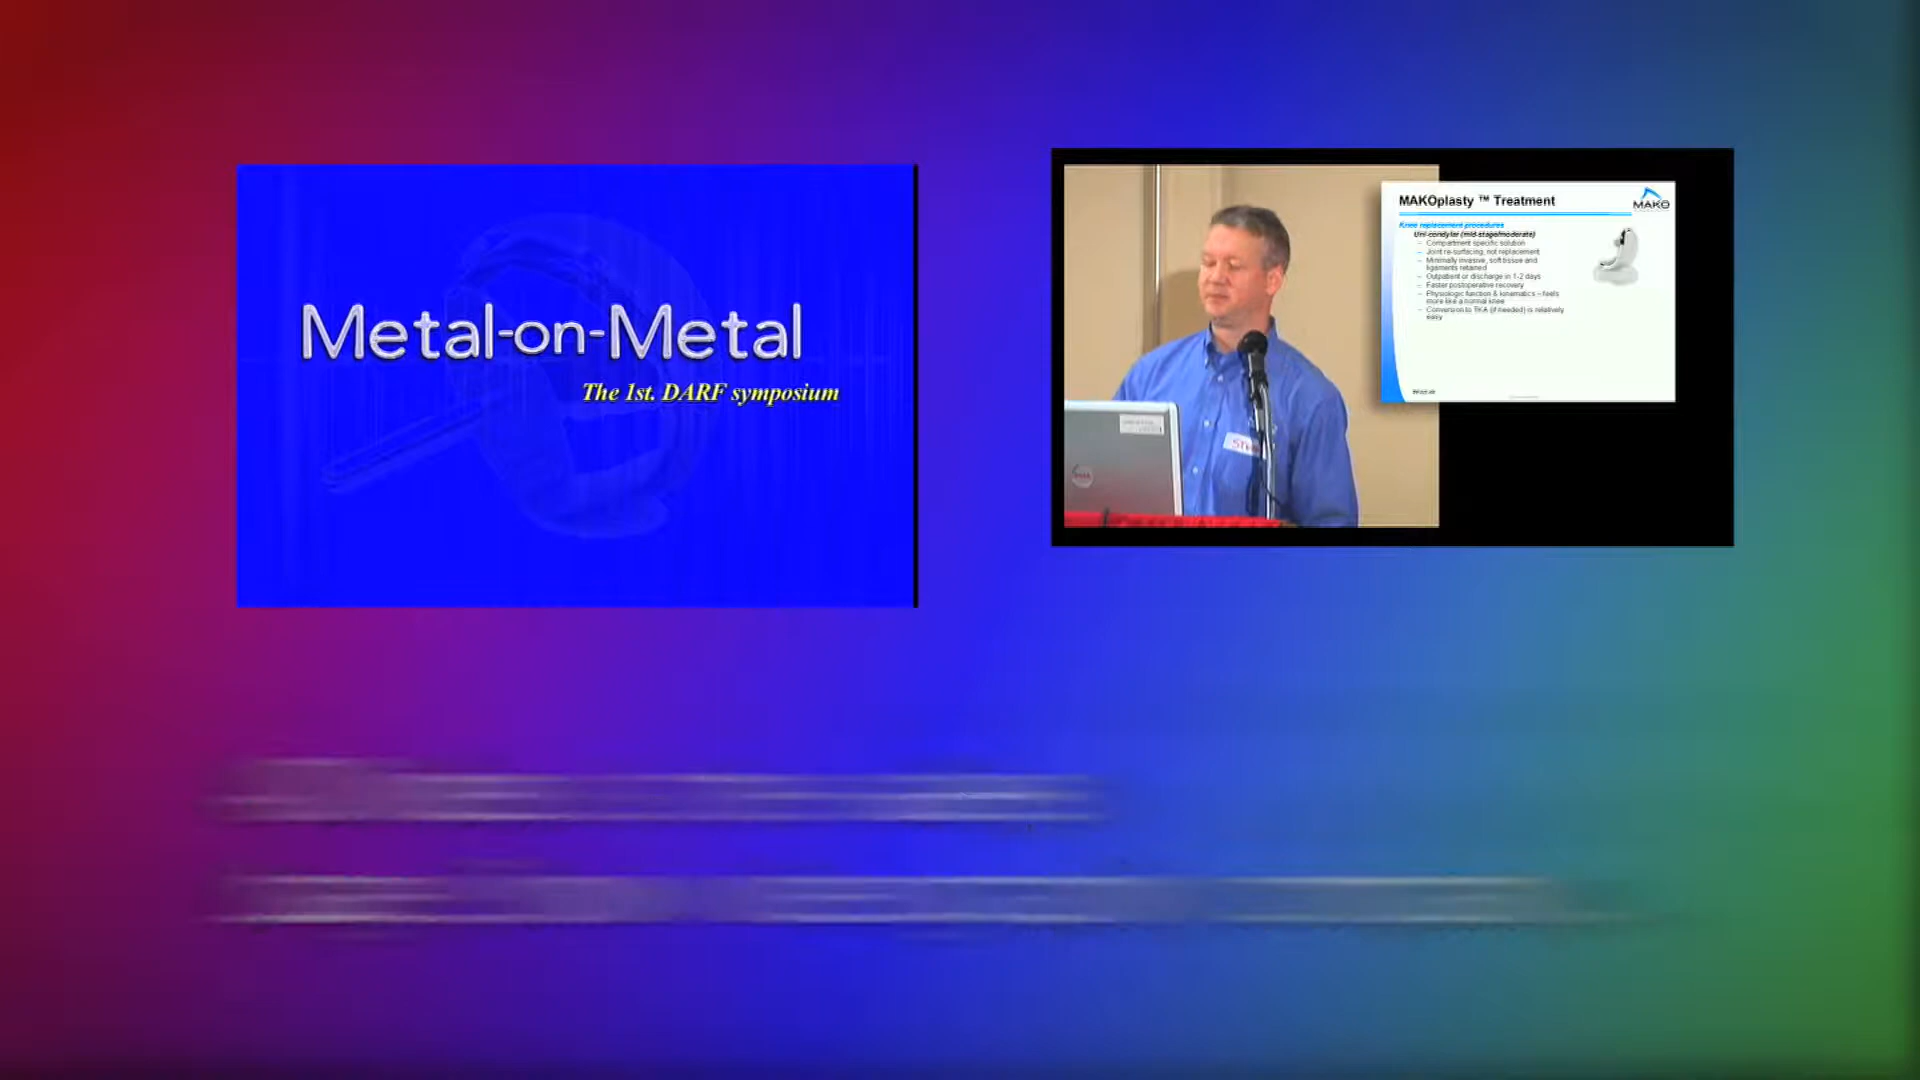 Metal-on-Metal
The 1st. DARF symposium
MAKOplasty ™ Treatment
MAKO
Knee replacement procedures
Uni-condylar (mid-stage/moderate)
– Compartment specific solution
– Joint re-surfacing, not replacement
– Minimally invasive, soft tissue and
ligaments retained
– Outpatient or discharge in 1-2 days
– Faster postoperative recovery
– Physiologic function & kinematics – feels
more like a normal knee
– Conversion to TKA (if needed) is relatively
easy